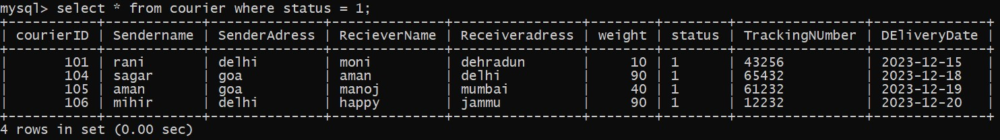 mysql> select * from courier where status = 1;
+-----------+------------+--------------+--------------+----------------+--------+--------+----------------+--------------+
| courierID | Sendername | SenderAdress | RecieverName | Receiveradress | weight | status | TrackingNUmber | DEliveryDate |
+-----------+------------+--------------+--------------+----------------+--------+--------+----------------+--------------+
|       101 | rani       | delhi        | moni         | dehradun       |     10 | 1      | 43256          | 2023-12-15   |
|       104 | sagar      | goa          | aman         | delhi          |     90 | 1      | 65432          | 2023-12-18   |
|       105 | aman       | goa          | manoj        | mumbai         |     40 | 1      | 61232          | 2023-12-19   |
|       106 | mihir      | delhi        | happy        | jammu          |     90 | 1      | 12232          | 2023-12-20   |
+-----------+------------+--------------+--------------+----------------+--------+--------+----------------+--------------+
4 rows in set (0.00 sec)